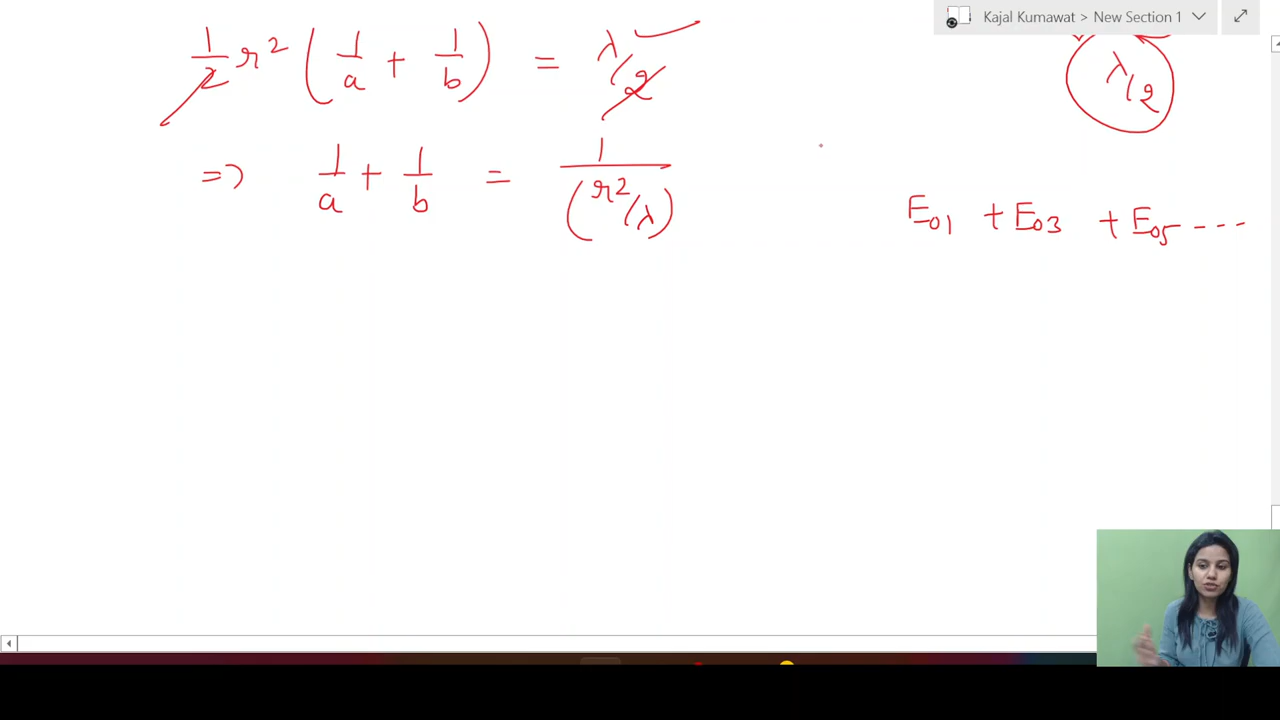 Kajal Kumawat > New Section 1
1/2 r² (1/a + 1/b) = λ/2
λ/2
=> 1/a + 1/b = 1/(r²/λ)
E01 + E03 + E05 ---